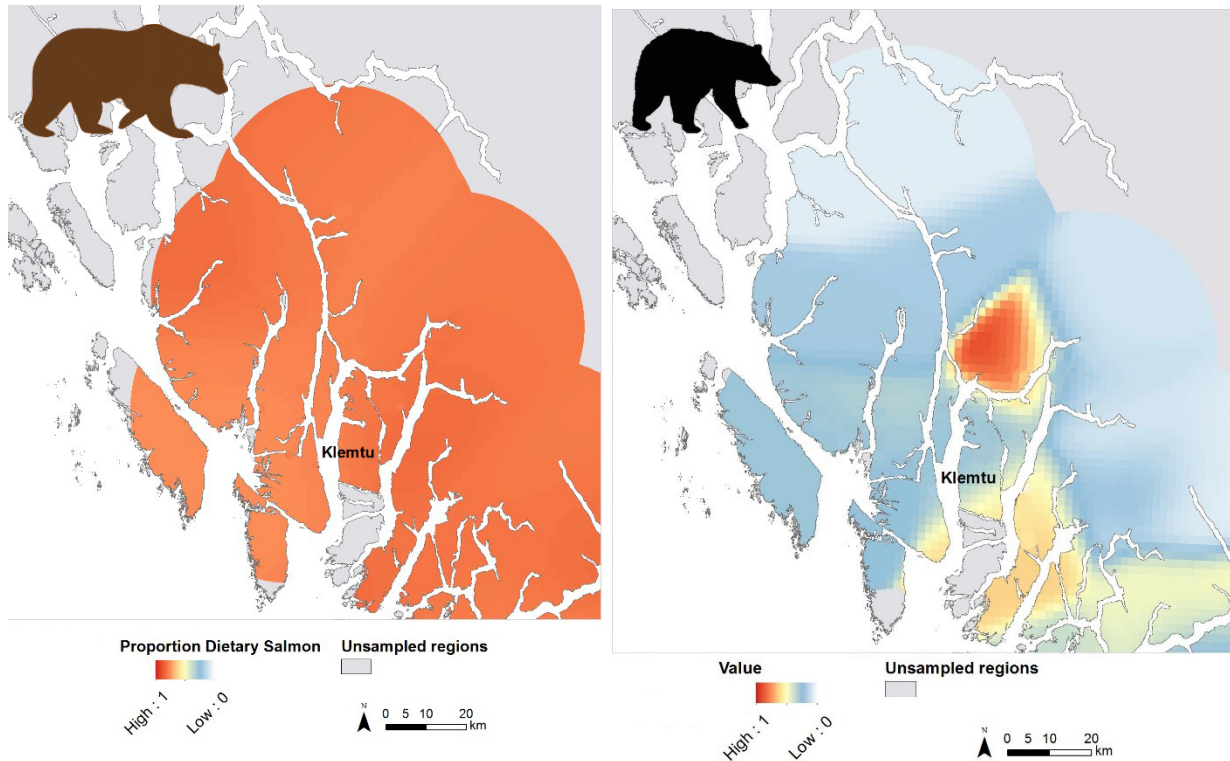 Klemtu
Proportion Dietary Salmon
Unsampled regions
High : 1
Low : 0
N
0 5 10 20
km
Klemtu
Value
Unsampled regions
High : 1
Low : 0
N
0 5 10 20
km